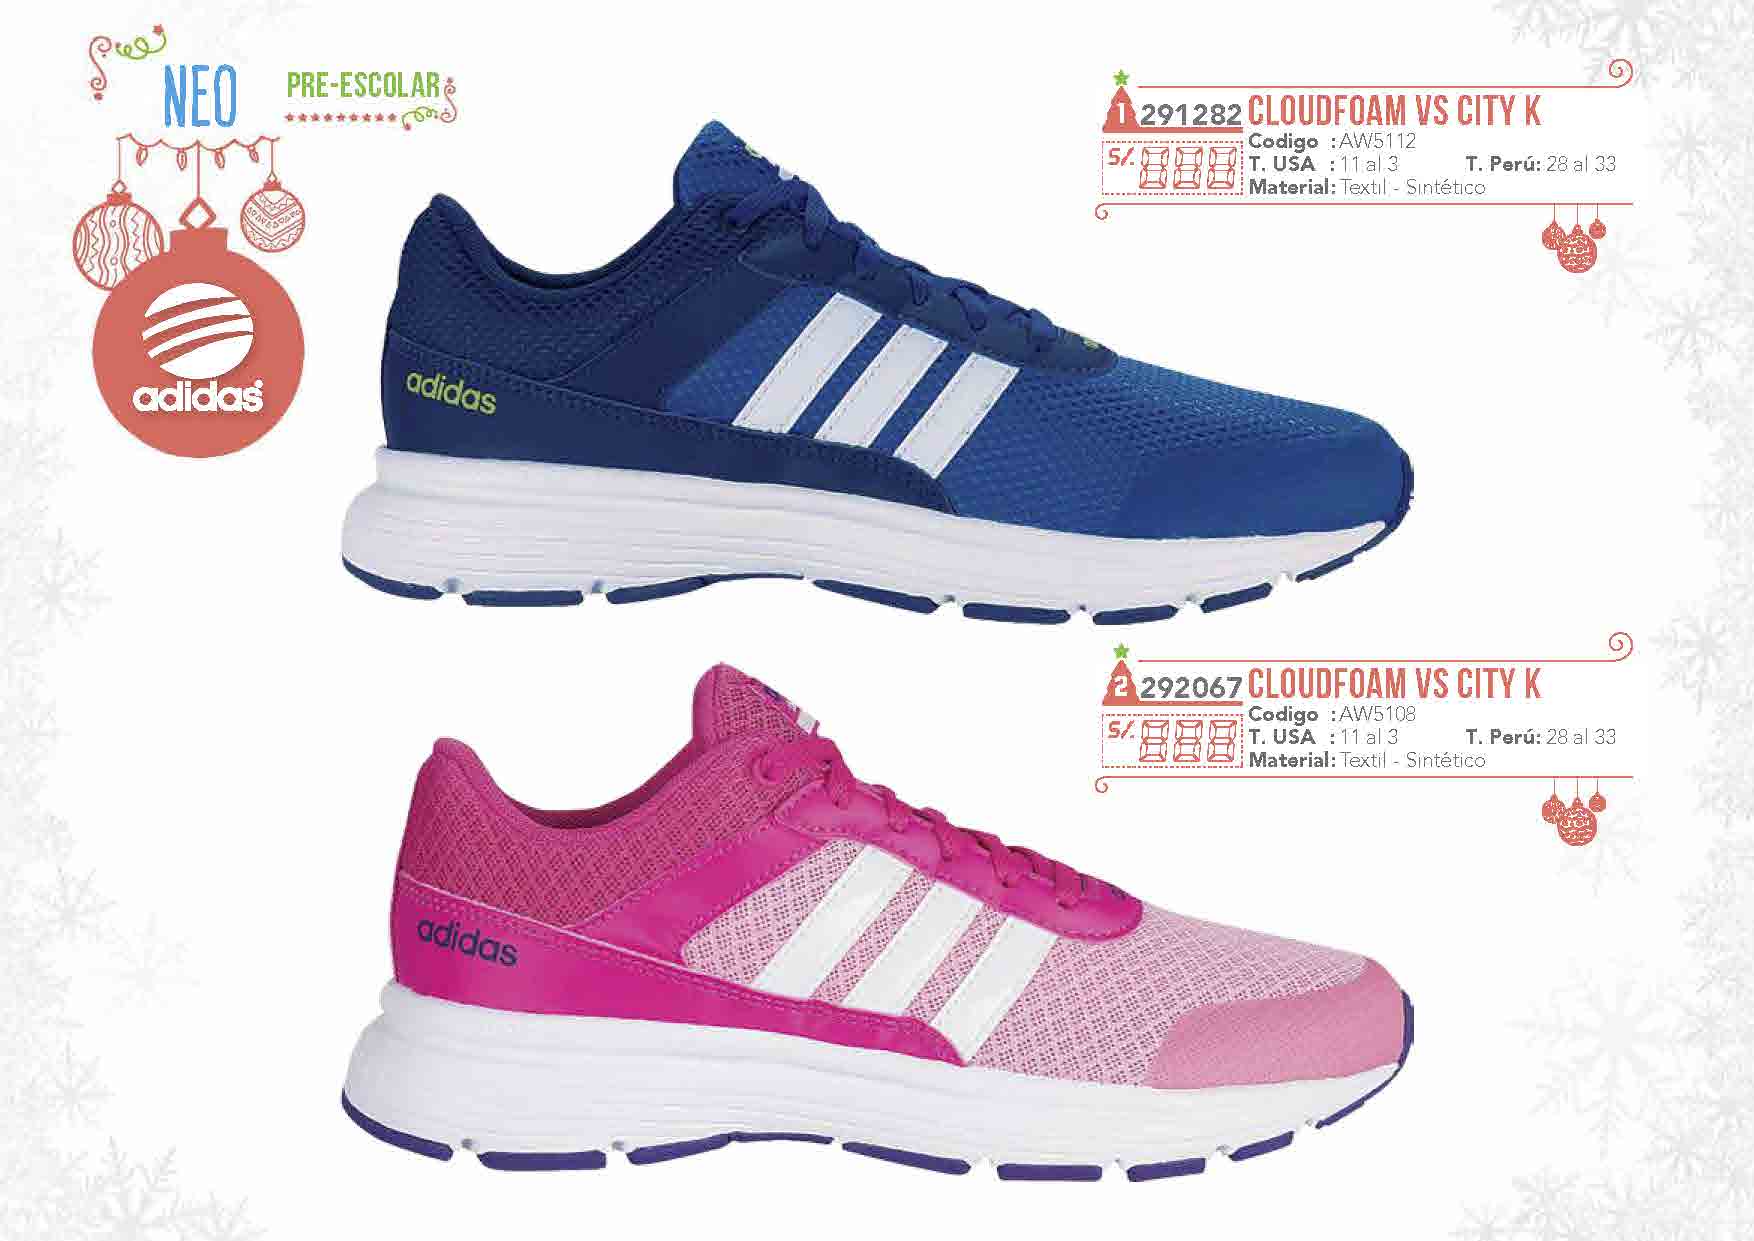 NEO
PRE-ESCOLAR
adidas
1 291282 CLOUDFOAM VS CITY K
Codigo : AW5112
S/. 888
T. USA : 11 al 3 T. Perú: 28 al 33
Material: Textil - Sintético
adidas
2 292067 CLOUDFOAM VS CITY K
Codigo : AW5108
S/. 888
T. USA : 11 al 3 T. Perú: 28 al 33
Material: Textil - Sintético
adidas